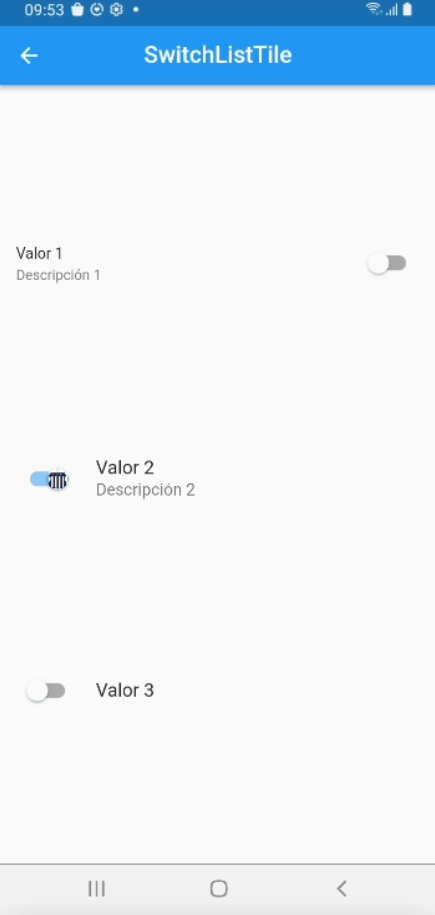 09:53
SwitchListTile
Valor 1
Descripción 1
Valor 2
Descripción 2
Valor 3